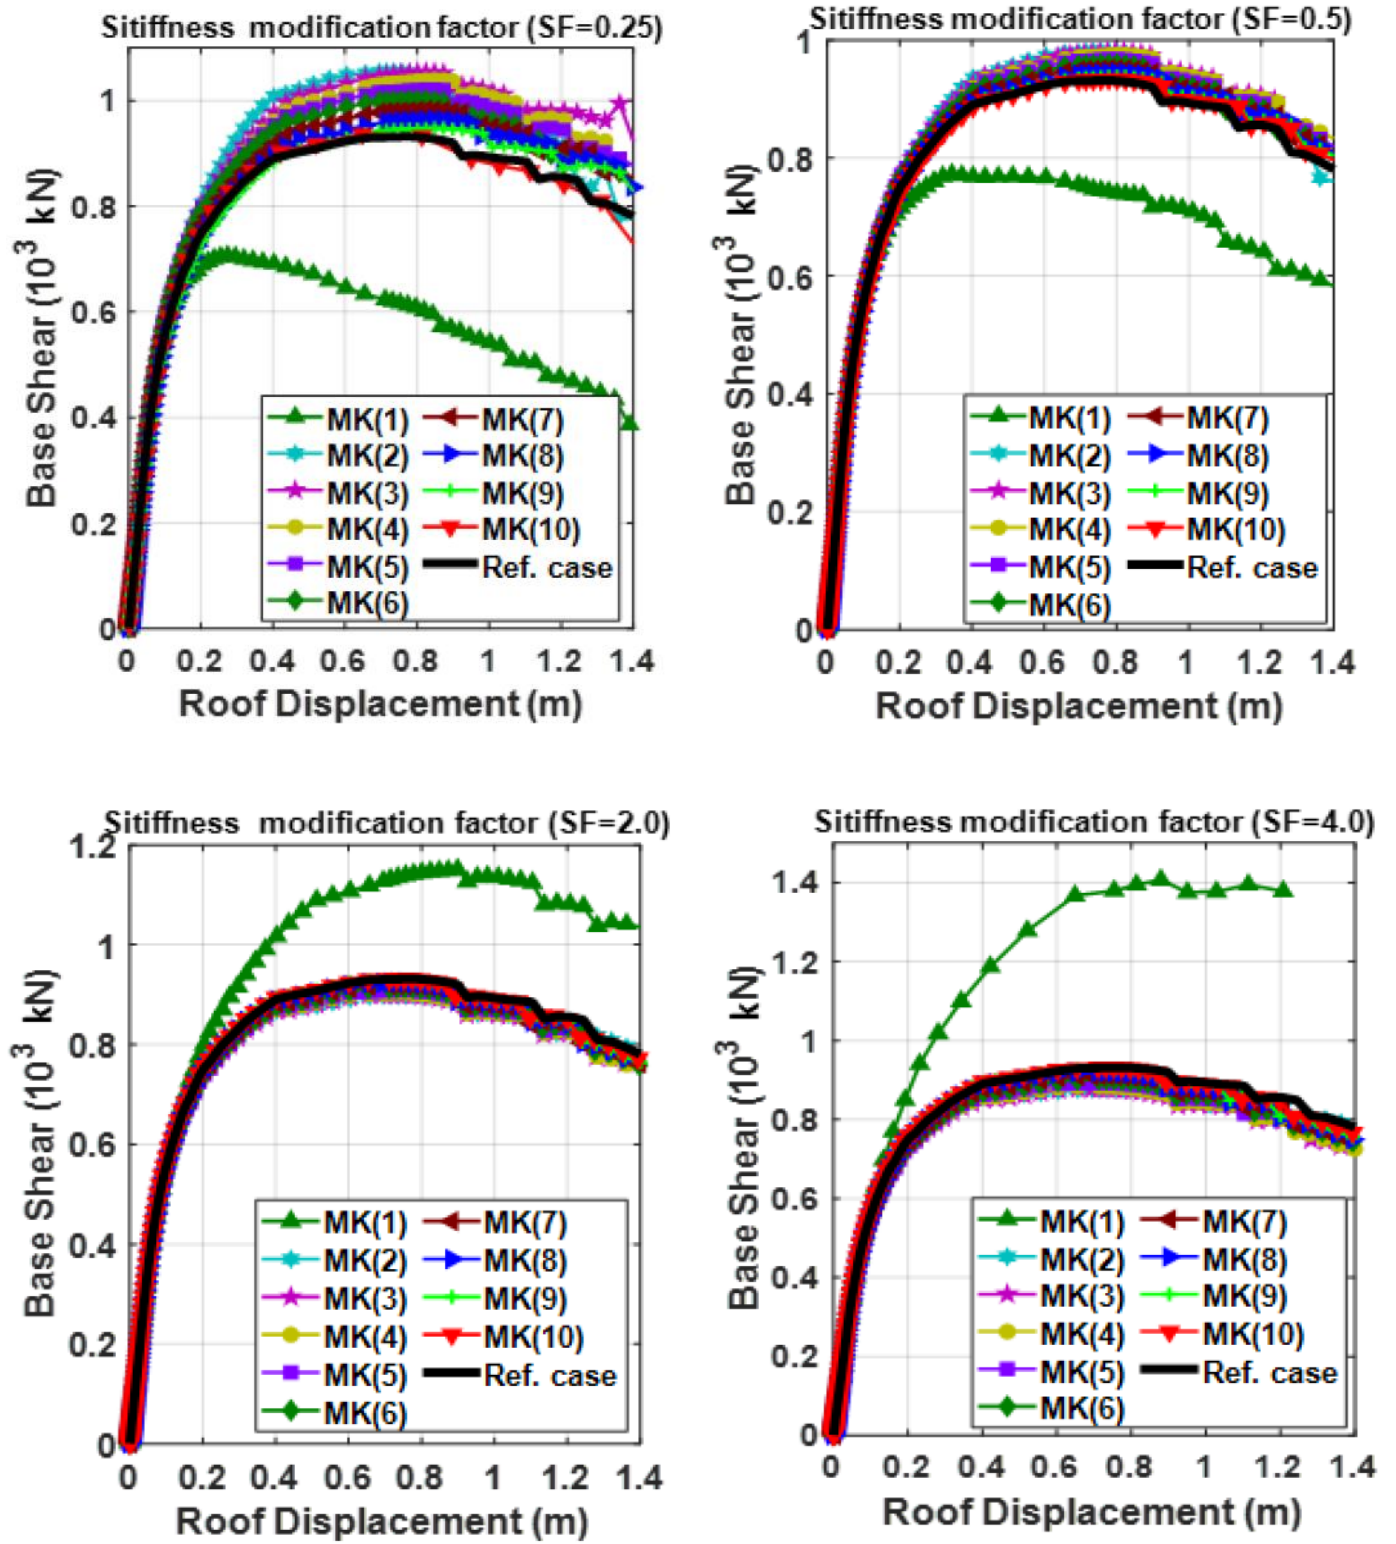 Sitiffness modification factor (SF=0.25)
1
0.8
0.6
0.4
0.2
0
Base Shear (10³ kN)
MK(1) MK(7)
MK(2) MK(8)
MK(3) MK(9)
MK(4) MK(10)
MK(5) Ref. case
MK(6)
0 0.2 0.4 0.6 0.8 1 1.2 1.4
Roof Displacement (m)
Sitiffness modification factor (SF=0.5)
1
0.8
0.6
0.4
0.2
0
Base Shear (10³ kN)
MK(1) MK(7)
MK(2) MK(8)
MK(3) MK(9)
MK(4) MK(10)
MK(5) Ref. case
MK(6)
0 0.2 0.4 0.6 0.8 1 1.2 1.4
Roof Displacement (m)
Sitiffness modification factor (SF=2.0)
1.2
1
0.8
0.6
0.4
0.2
0
Base Shear (10³ kN)
MK(1) MK(7)
MK(2) MK(8)
MK(3) MK(9)
MK(4) MK(10)
MK(5) Ref. case
MK(6)
0 0.2 0.4 0.6 0.8 1 1.2 1.4
Roof Displacement (m)
Sitiffness modification factor (SF=4.0)
1.4
1.2
1
0.8
0.6
0.4
0.2
0
Base Shear (10³ kN)
MK(1) MK(7)
MK(2) MK(8)
MK(3) MK(9)
MK(4) MK(10)
MK(5) Ref. case
MK(6)
0 0.2 0.4 0.6 0.8 1 1.2 1.4
Roof Displacement (m)